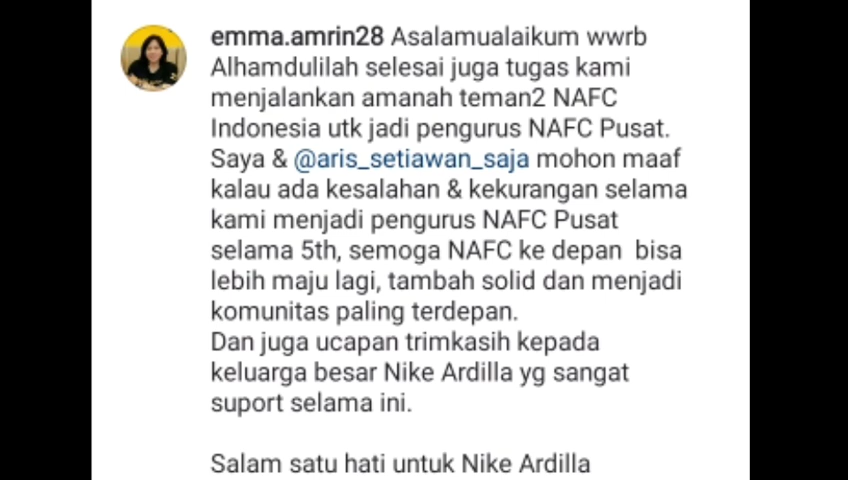 emma.amrin28 Asalamualaikum wwrb
Alhamdulilah selesai juga tugas kami
menjalankan amanah teman2 NAFC
Indonesia utk jadi pengurus NAFC Pusat.
Saya & @aris_setiawan_saja mohon maaf
kalau ada kesalahan & kekurangan selama
kami menjadi pengurus NAFC Pusat
selama 5th, semoga NAFC ke depan  bisa
lebih maju lagi, tambah solid dan menjadi
komunitas paling terdepan.
Dan juga ucapan trimkasih kepada
keluarga besar Nike Ardilla yg sangat
suport selama ini.

Salam satu hati untuk Nike Ardilla